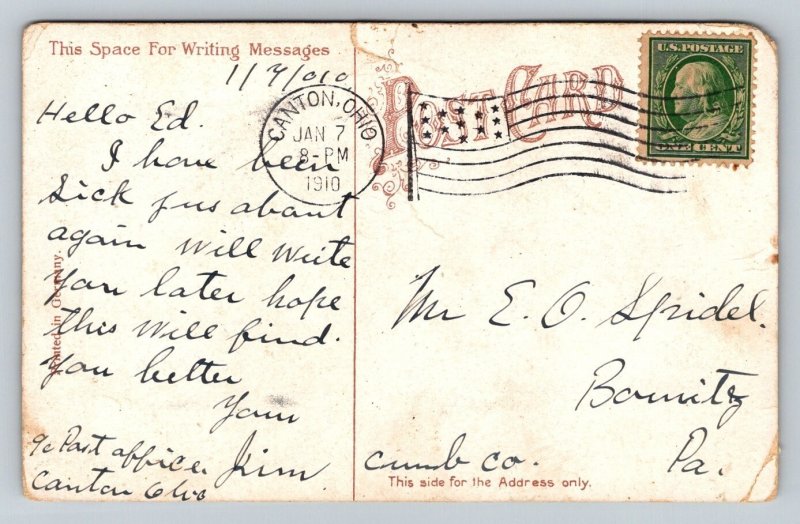 This Space For Writing Messages
1/7/010
Hello Ed.
I have been
Sick jus about
again will write
You later hope
this will find.
You better
Your
Jim
c/o Post office.
Canton Ohio
Printed in Germany.
POST CARD
CANTON, OHIO
JAN 7
8-PM
1910
U.S. POSTAGE
ONE CENT
Mr E. O. Spidel.
Bowmitz
cumb co. Pa.
This side for the Address only.